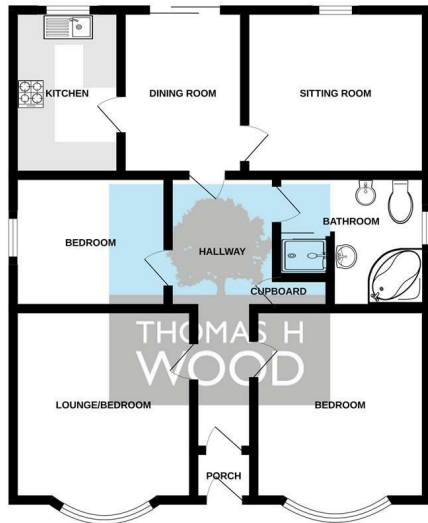 KITCHEN
DINING ROOM
SITTING ROOM
BEDROOM
HALLWAY
BATHROOM
CUPBOARD
THOMAS H
WOOD
LOUNGE/BEDROOM
BEDROOM
PORCH